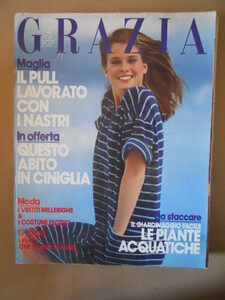 GRAZIA
Maglia
IL PULL
LAVORATO
CON
I NASTRI
In offerta
QUESTO
ABITO
IN CINIGLIA
Moda
I VESTITI MILLERIGHE
&
I COSTUMI
Da staccare
IL GIARDINAGGIO FACILE
LE PIANTE
ACQUATICHE